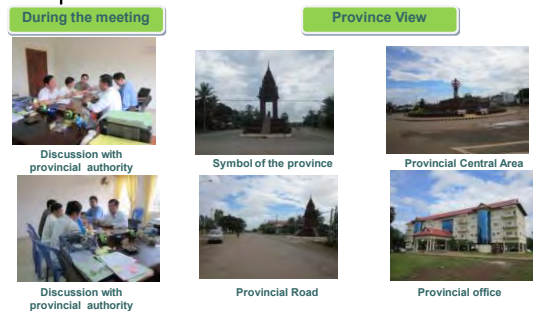 During the meeting
Province View
Discussion with
provincial authority
Symbol of the province
Provincial Central Area
Discussion with
provincial authority
Provincial Road
Provincial office